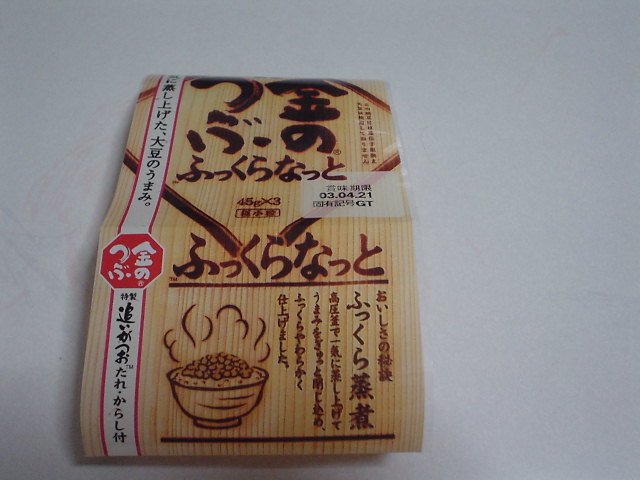 に蒸し上げた、大豆のうまみ。
金の
つぶ®
ふっくらなっと
45g×3
極小粒
賞味期限
03.04.21
固有記号GT
金の
つぶ®
特製
追いがつおTMたれ・からし付
ふっくらなっと
TM
おいしさの秘訣
ふっくら蒸煮
高圧釜で一気に蒸し上げて
うまみをぎゅっと閉じ込め、
ふっくらやわらかく
仕上げました。